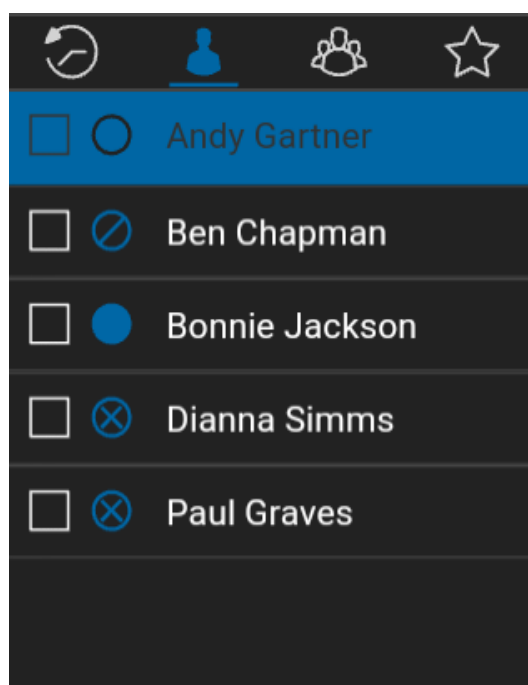 Andy Gartner
Ben Chapman
Bonnie Jackson
Dianna Simms
Paul Graves